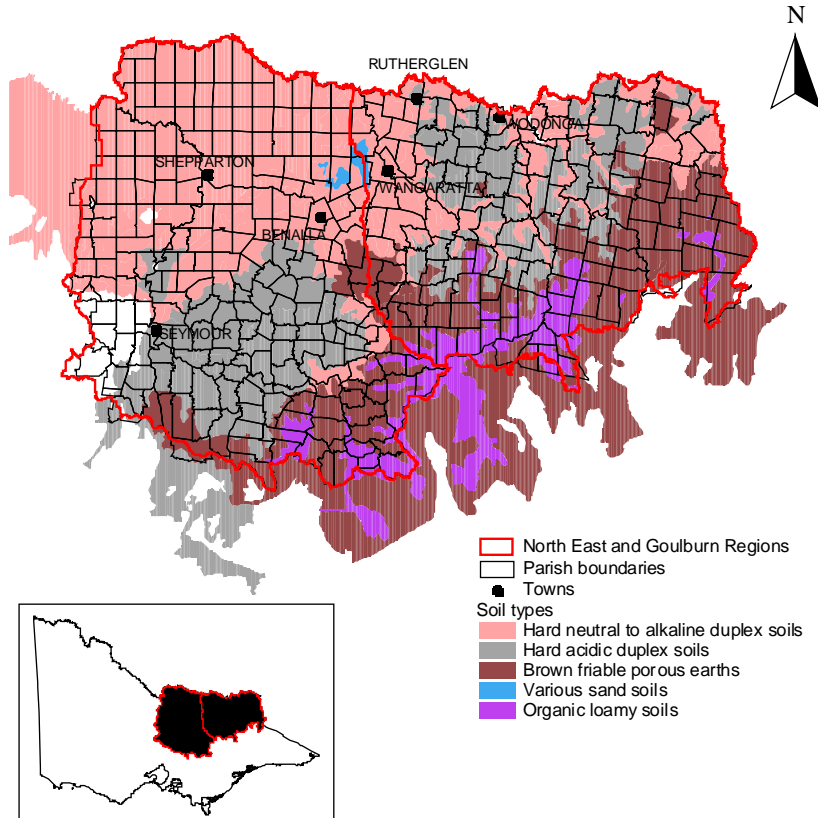 N
RUTHERGLEN
WODONGA
SHEPPARTON
WANGARATTA
BENALLA
SEYMOUR
North East and Goulburn Regions
Parish boundaries
Towns
Soil types
Hard neutral to alkaline duplex soils
Hard acidic duplex soils
Brown friable porous earths
Various sand soils
Organic loamy soils